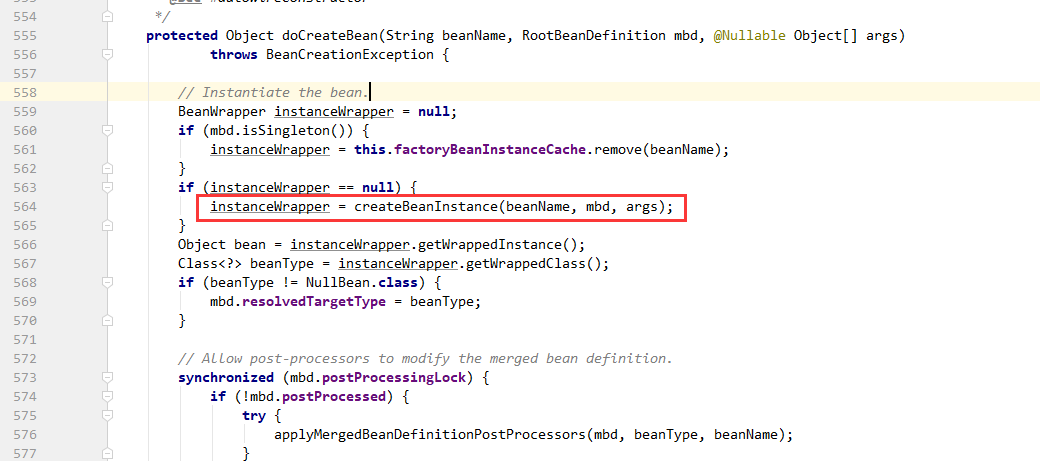 554 */
555 protected Object doCreateBean(String beanName, RootBeanDefinition mbd, @Nullable Object[] args)
556 throws BeanCreationException {
557
558 // Instantiate the bean.
559 BeanWrapper instanceWrapper = null;
560 if (mbd.isSingleton()) {
561 instanceWrapper = this.factoryBeanInstanceCache.remove(beanName);
562 }
563 if (instanceWrapper == null) {
564 instanceWrapper = createBeanInstance(beanName, mbd, args);
565 }
566 Object bean = instanceWrapper.getWrappedInstance();
567 Class<?> beanType = instanceWrapper.getWrappedClass();
568 if (beanType != NullBean.class) {
569 mbd.resolvedTargetType = beanType;
570 }
571
572 // Allow post-processors to modify the merged bean definition.
573 synchronized (mbd.postProcessingLock) {
574 if (!mbd.postProcessed) {
575 try {
576 applyMergedBeanDefinitionPostProcessors(mbd, beanType, beanName);
577 }